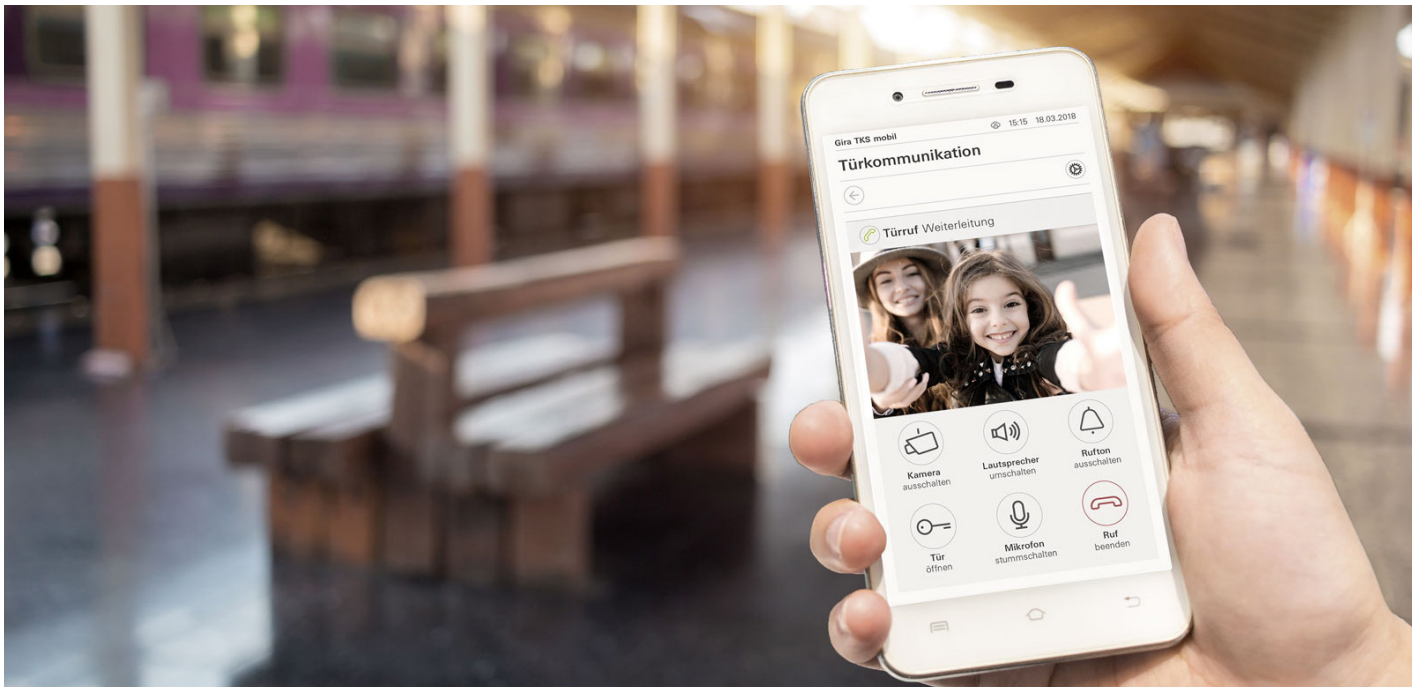 Gira TKS mobil
15:15 18.03.2018
Türkommunikation
Türruf Weiterleitung
Kamera
ausschalten
Lautsprecher
umschalten
Rufton
ausschalten
Tür
öffnen
Mikrofon
stummschalten
Ruf
beenden